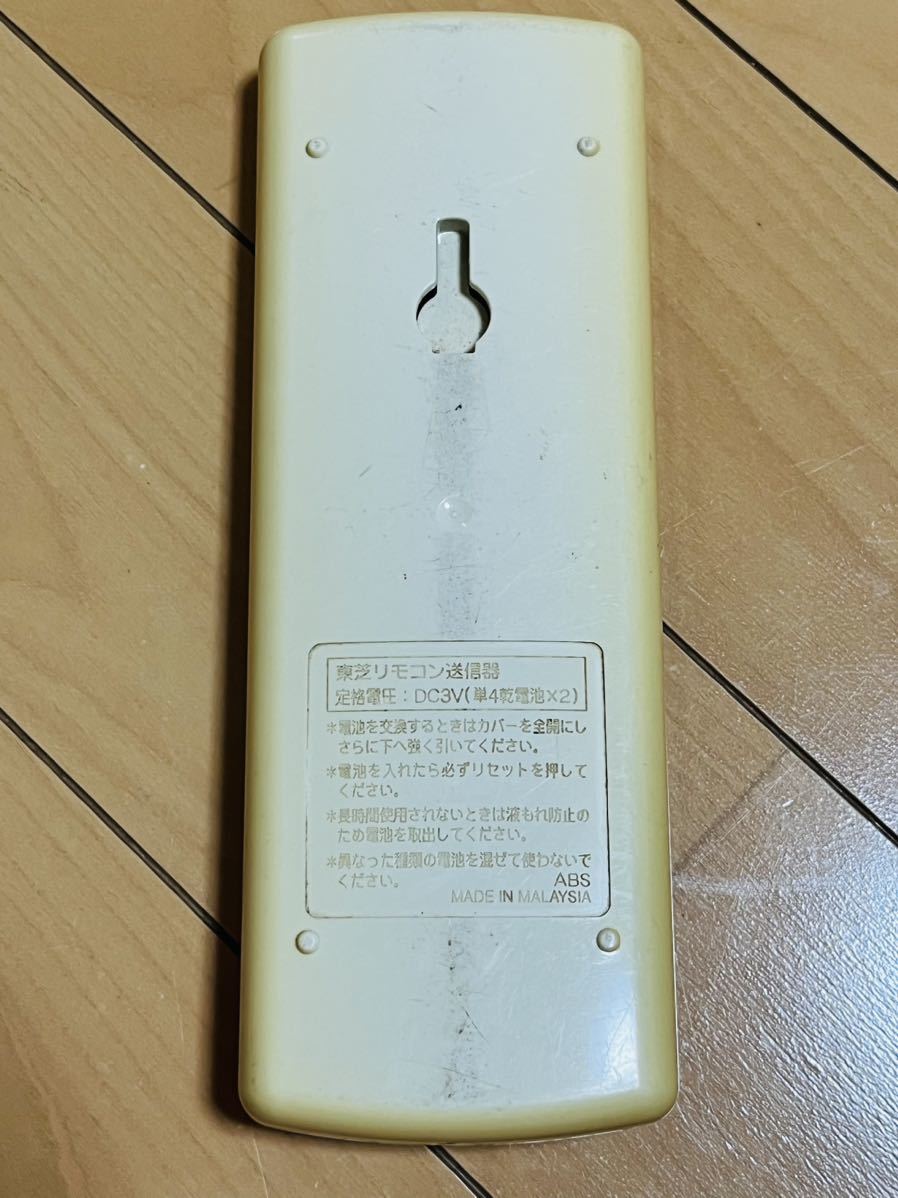 東芝リモコン送信器
定格電圧：DC3V(単4乾電池×2)
*電池を交換するときはカバーを全開にし
さらに下へ強く引いてください。
*電池を入れたら必ずリセットを押して
ください。
*長時間使用されないときは液もれ防止の
ため電池を取出してください。
*異なった種類の電池を混ぜて使わないで
ください。
ABS
MADE IN MALAYSIA